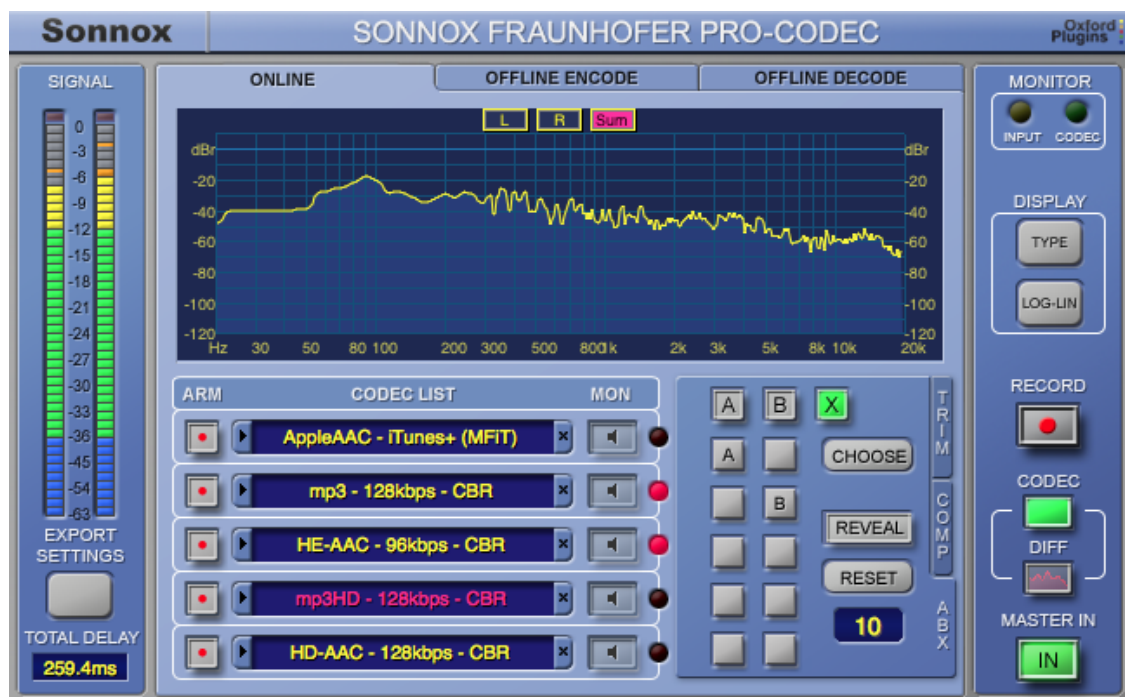 Sonnox
SONNOX FRAUNHOFER PRO-CODEC
Oxford
Plugins
SIGNAL
0
-3
-6
-9
-12
-15
-18
-21
-24
-27
-30
-33
-36
-45
-54
-63
EXPORT
SETTINGS
TOTAL DELAY
259.4ms
ONLINE
OFFLINE ENCODE
OFFLINE DECODE
L R Sum
dBr dBr
-20 -20
-40 -40
-60 -60
-80 -80
-100 -100
-120 -120
Hz 30 50 80 100 200 300 500 800 1k 2k 3k 5k 8k 10k 20k
ARM CODEC LIST MON
AppleAAC - iTunes+ (MFiT)
mp3 - 128kbps - CBR
HE-AAC - 96kbps - CBR
mp3HD - 128kbps - CBR
HD-AAC - 128kbps - CBR
A B X
A CHOOSE
B
REVEAL
RESET
10
TRIM
COMP
ABX
MONITOR
INPUT CODEC
DISPLAY
TYPE
LOG-LIN
RECORD
CODEC
DIFF
MASTER IN
IN